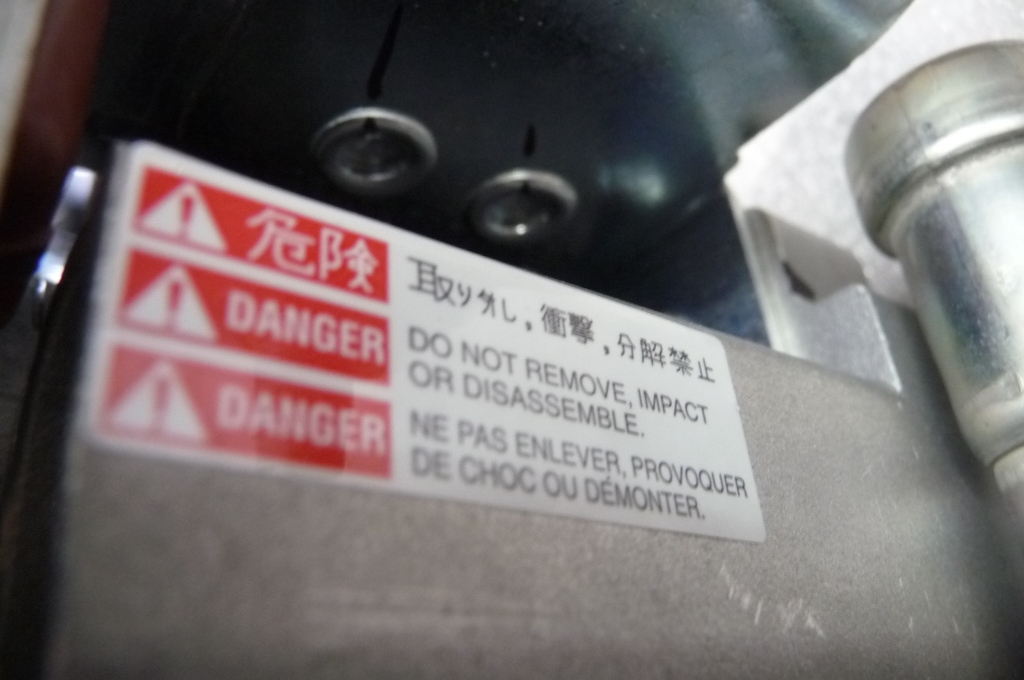 危険
取り外し,衝撃,分解禁止
DANGER
DO NOT REMOVE, IMPACT
OR DISASSEMBLE.
DANGER
NE PAS ENLEVER, PROVOQUER
DE CHOC OU DÉMONTER.